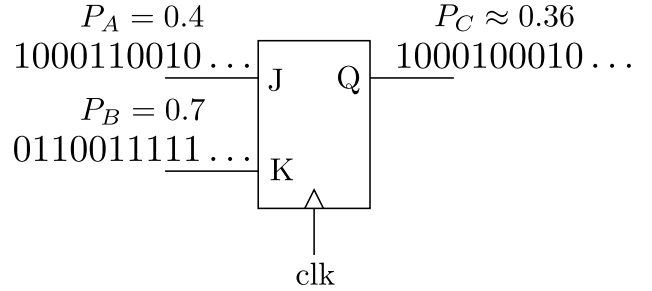 P_A = 0.4
1000110010...
P_B = 0.7
0110011111...
J
K
Q
clk
P_C ≈ 0.36
1000100010...